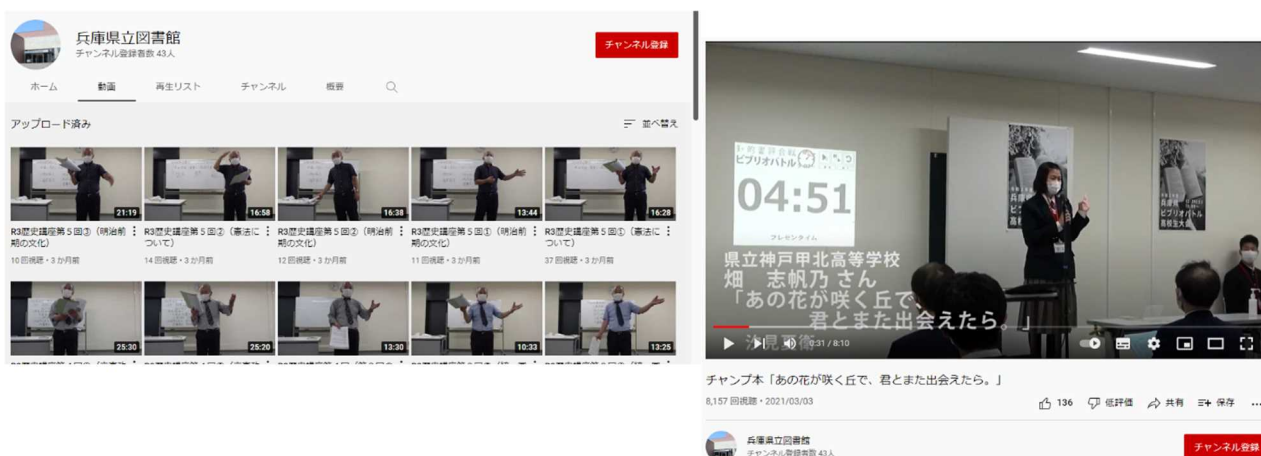 兵庫県立図書館
チャンネル登録者数 43人
チャンネル登録
ホーム
動画
再生リスト
チャンネル
概要
アップロード済み
並べ替え
21:19
16:58
16:38
13:44
16:28
R3歴史講座第5回③（明治前期の文化）
10 回視聴・3 か月前
R3歴史講座第5回②（憲法について）
14 回視聴・3 か月前
R3歴史講座第5回②（明治前期の文化）
12 回視聴・3 か月前
R3歴史講座第5回①（明治前期の文化）
11 回視聴・3 か月前
R3歴史講座第5回①（憲法について）
37 回視聴・3 か月前
25:30
25:20
13:30
10:33
13:25
ビブリオバトル
04:51
プレゼンタイム
ビブリオバトル
県立神戸甲北高等学校
畑　志帆乃 さん
「あの花が咲く丘で、
君とまた出会えたら。」
汐見夏衛
0:31 / 8:10
チャンプ本「あの花が咲く丘で、君とまた出会えたら。」
8,157 回視聴・2021/03/03
136
低評価
共有
保存
兵庫県立図書館
チャンネル登録者数 43人
チャンネル登録